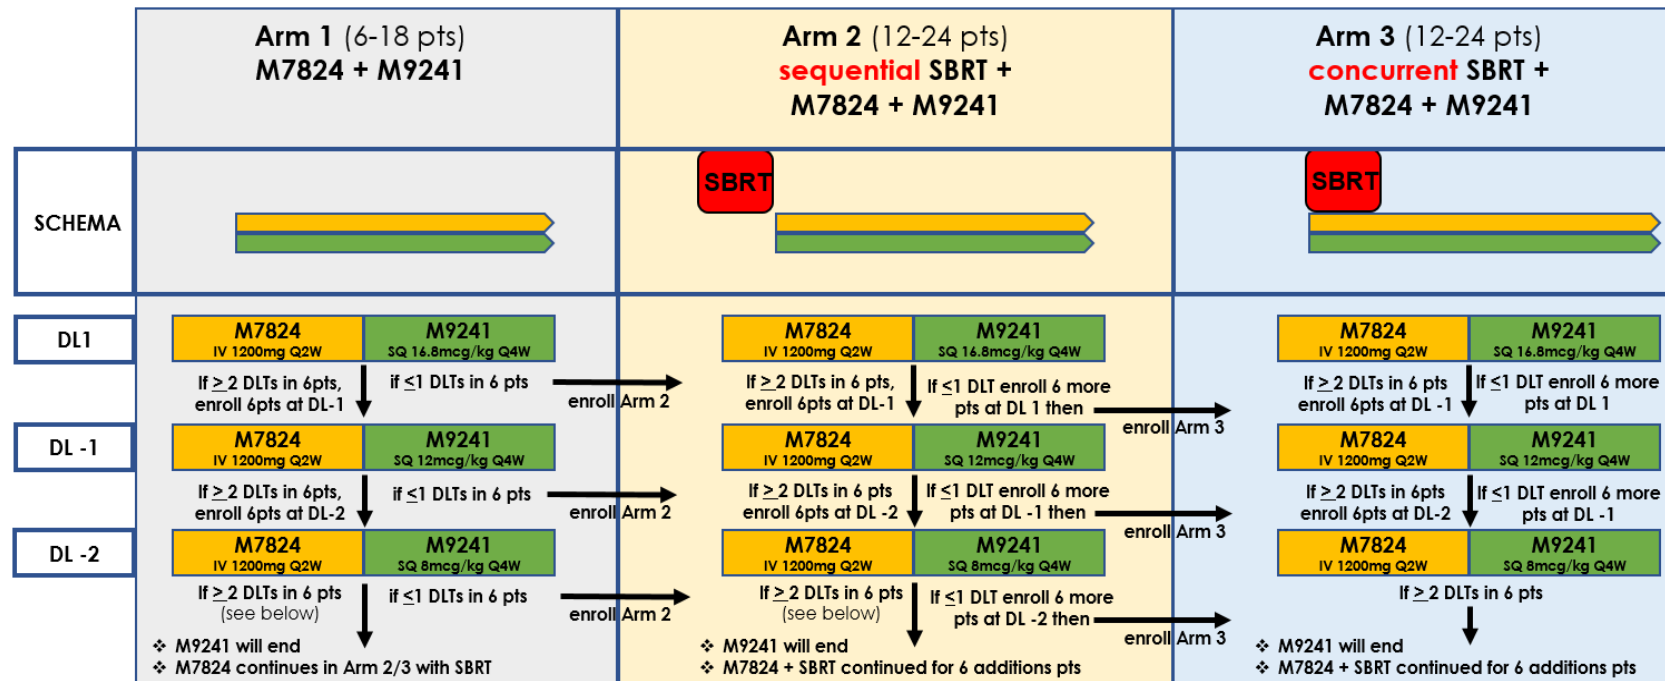 Arm 1 (6-18 pts)
M7824 + M9241
Arm 2 (12-24 pts)
sequential SBRT +
M7824 + M9241
Arm 3 (12-24 pts)
concurrent SBRT +
M7824 + M9241
SCHEMA
SBRT
SBRT
DL1
M7824
IV 1200mg Q2W
M9241
SQ 16.8mcg/kg Q4W
M7824
IV 1200mg Q2W
M9241
SQ 16.8mcg/kg Q4W
M7824
IV 1200mg Q2W
M9241
SQ 16.8mcg/kg Q4W
If ≥ 2 DLTs in 6pts,
enroll 6pts at DL-1
if ≤1 DLTs in 6 pts
enroll Arm 2
If ≥ 2 DLTs in 6 pts,
enroll 6pts at DL-1
If ≤1 DLT enroll 6 more
pts at DL 1 then
enroll Arm 3
If ≥ 2 DLTs in 6 pts
enroll 6pts at DL -1
If ≤1 DLT enroll 6 more
pts at DL 1
DL -1
M7824
IV 1200mg Q2W
M9241
SQ 12mcg/kg Q4W
M7824
IV 1200mg Q2W
M9241
SQ 12mcg/kg Q4W
M7824
IV 1200mg Q2W
M9241
SQ 12mcg/kg Q4W
If ≥ 2 DLTs in 6pts,
enroll 6pts at DL-2
if ≤1 DLTs in 6 pts
enroll Arm 2
If ≥ 2 DLTs in 6 pts
enroll 6pts at DL -2
If ≤1 DLT enroll 6 more
pts at DL -1 then
enroll Arm 3
If ≥ 2 DLTs in 6pts
enroll 6pts at DL-2
If ≤1 DLT enroll 6 more
pts at DL -1
DL -2
M7824
IV 1200mg Q2W
M9241
SQ 8mcg/kg Q4W
M7824
IV 1200mg Q2W
M9241
SQ 8mcg/kg Q4W
M7824
IV 1200mg Q2W
M9241
SQ 8mcg/kg Q4W
If ≥ 2 DLTs in 6 pts
(see below)
if ≤1 DLTs in 6 pts
enroll Arm 2
If ≥ 2 DLTs in 6 pts
(see below)
If ≤1 DLT enroll 6 more
pts at DL -2 then
enroll Arm 3
If ≥ 2 DLTs in 6 pts
❖ M9241 will end
❖ M7824 continues in Arm 2/3 with SBRT
❖ M9241 will end
❖ M7824 + SBRT continued for 6 additions pts
❖ M9241 will end
❖ M7824 + SBRT continued for 6 additions pts